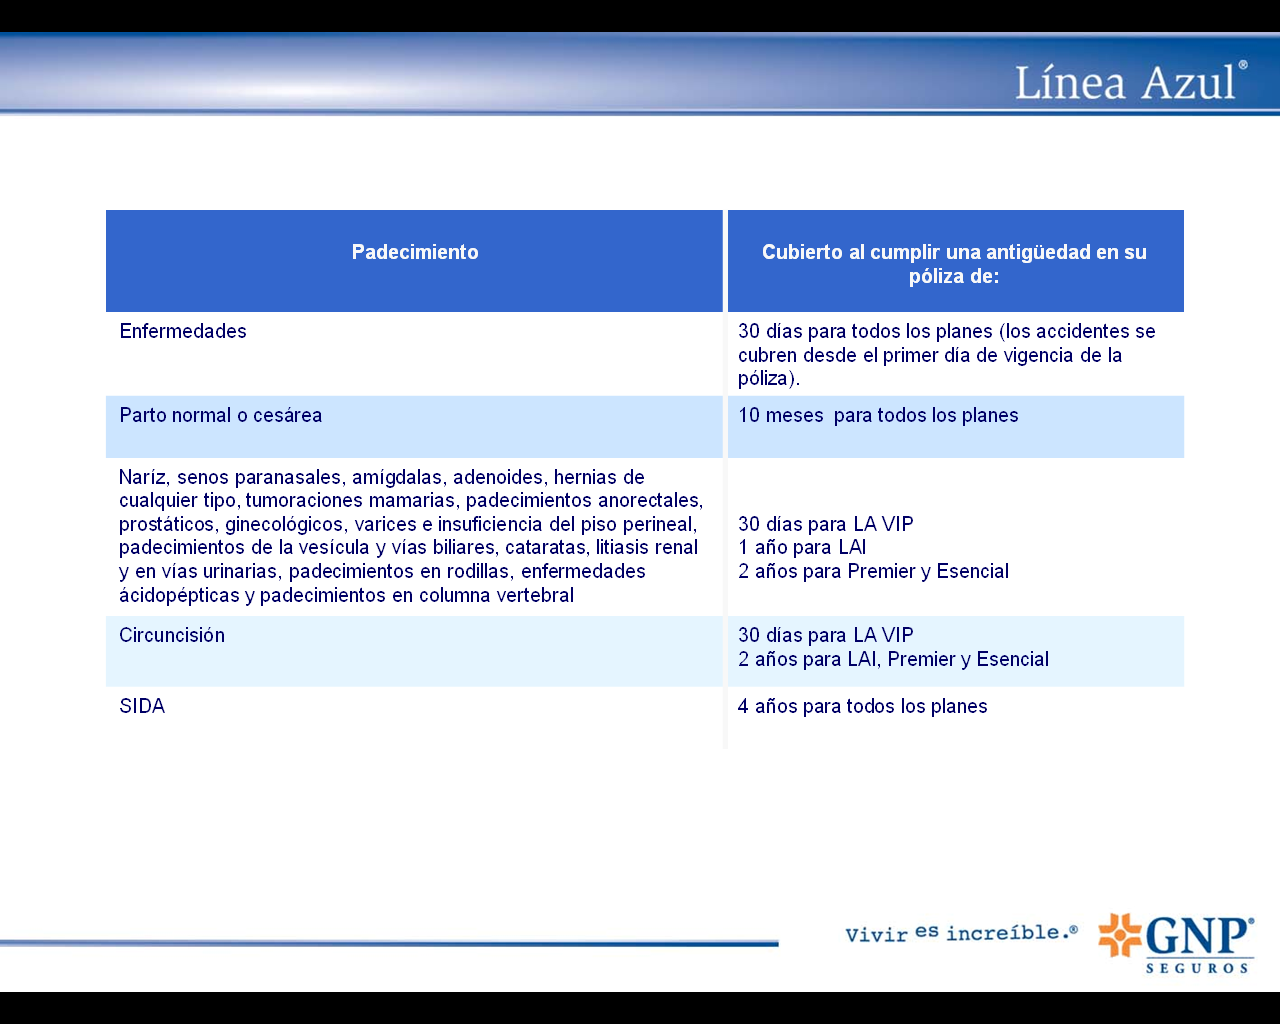 Línea Azul®
Padecimiento
Cubierto al cumplir una antigüedad en su
póliza de:
Enfermedades
30 días para todos los planes (los accidentes se
cubren desde el primer día de vigencia de la
póliza).
Parto normal o cesárea
10 meses  para todos los planes
Naríz, senos paranasales, amígdalas, adenoides, hernias de
cualquier tipo, tumoraciones mamarias, padecimientos anorectales,
prostáticos, ginecológicos, varices e insuficiencia del piso perineal,
padecimientos de la vesícula y vías biliares, cataratas, litiasis renal
y en vías urinarias, padecimientos en rodillas, enfermedades
ácidopépticas y padecimientos en columna vertebral
30 días para LA VIP
1 año para LAI
2 años para Premier y Esencial
Circuncisión
30 días para LA VIP
2 años para LAI, Premier y Esencial
SIDA
4 años para todos los planes
Vivir es increíble.®
GNP®
SEGUROS